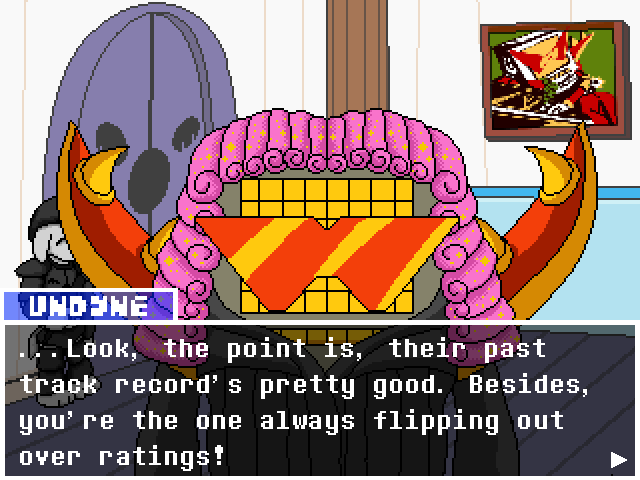 UNDYNE
...Look, the point is, their past
track record's pretty good. Besides,
you're the one always flipping out
over ratings!